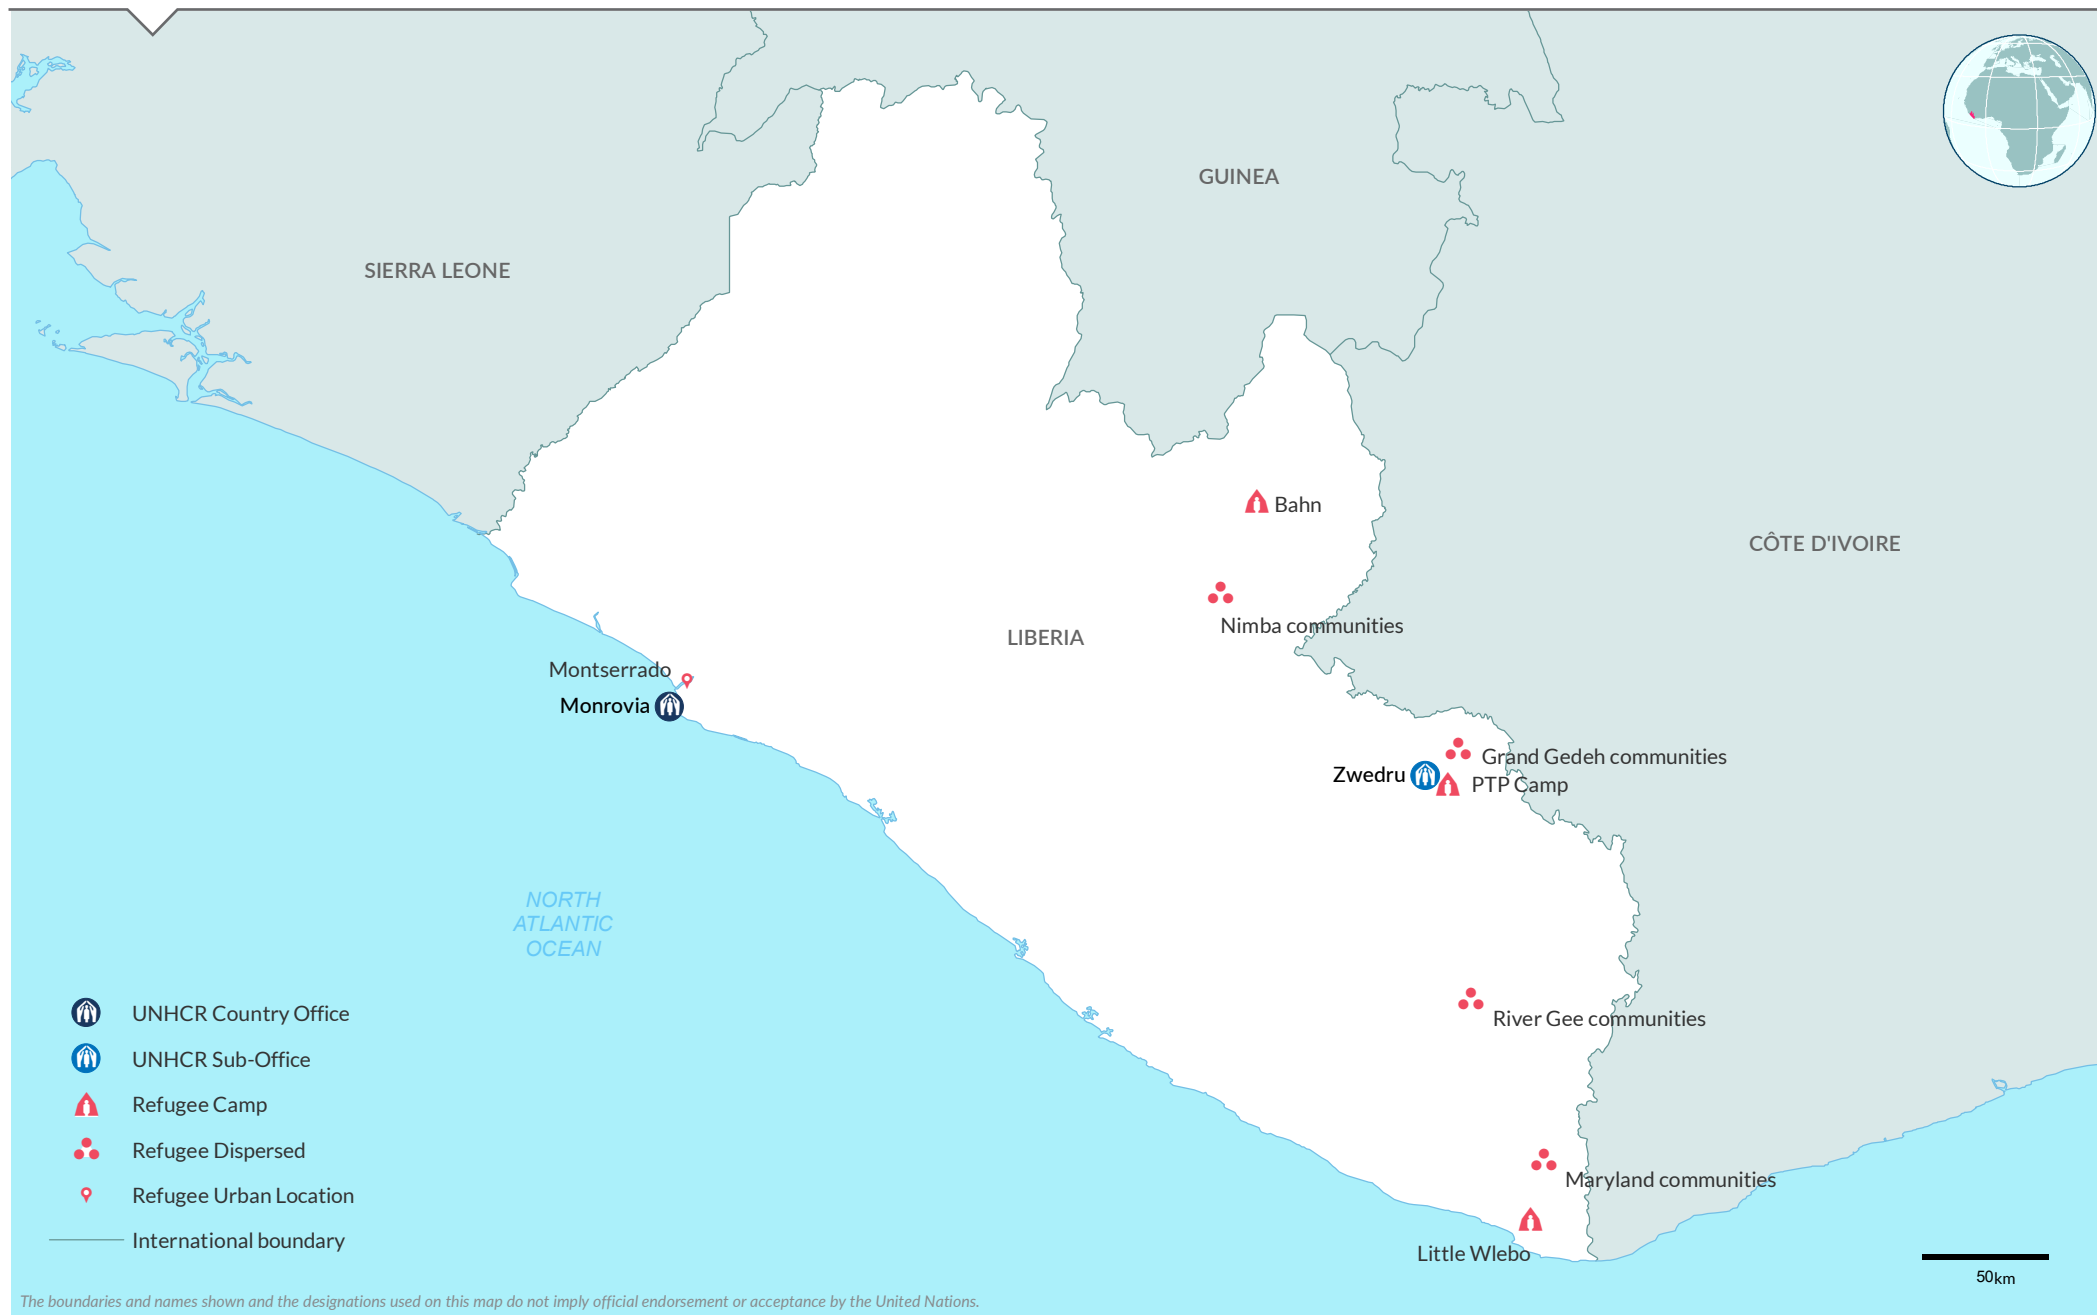 GUINEA
SIERRA LEONE
Bahn
CÔTE D'IVOIRE
Nimba communities
LIBERIA
Montserrado
Monrovia
Grand Gedeh communities
Zwedru
PTP Camp
NORTH
ATLANTIC
OCEAN
River Gee communities
Maryland communities
Little Wlebo
UNHCR Country Office
UNHCR Sub-Office
Refugee Camp
Refugee Dispersed
Refugee Urban Location
International boundary
50km
The boundaries and names shown and the designations used on this map do not imply official endorsement or acceptance by the United Nations.